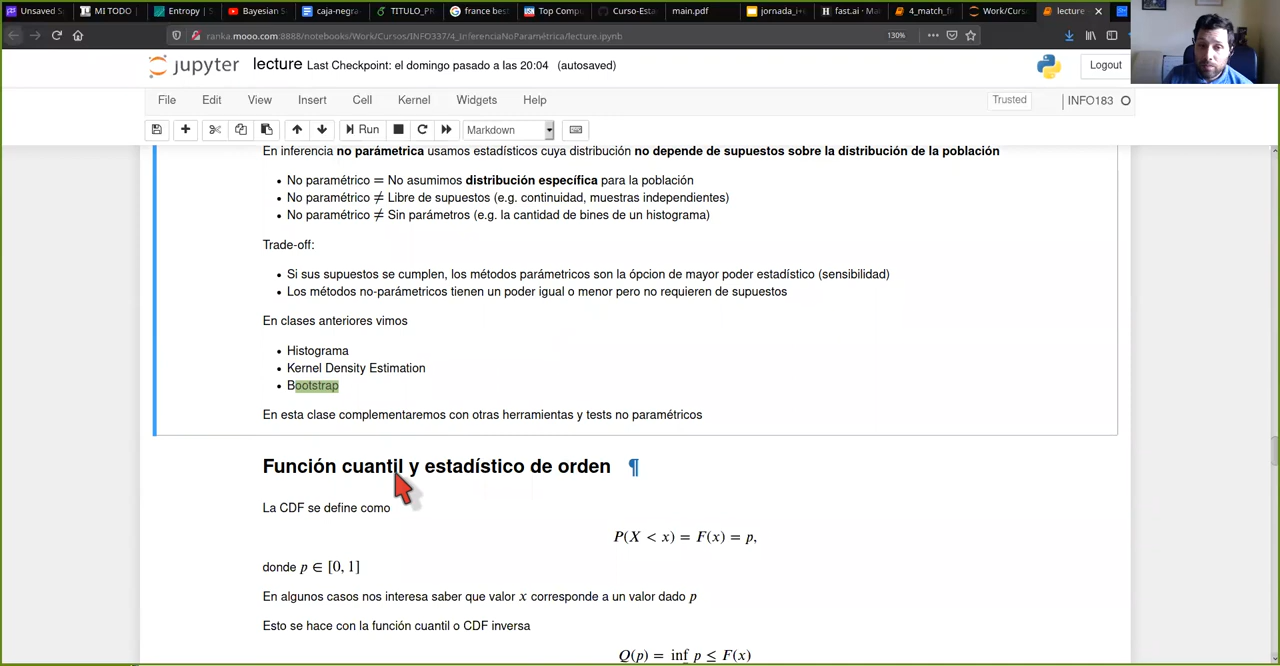 Unsaved S
MI TODO
Entropy | S
Bayesian S
caja-negra
TITULO_PR
france best
Top Compu
Curso-Esta
main.pdf
jornada_i+
fast.ai · Ma
4_match_f
Work/Curs
lecture
ranka.mooo.com:8888/notebooks/Work/Cursos/INFO337/4_InferenciaNoParamétrica/lecture.ipynb
130%
jupyter lecture Last Checkpoint: el domingo pasado a las 20:04 (autosaved)
Logout
File Edit View Insert Cell Kernel Widgets Help
Trusted
INFO183
Run
Markdown
En inferencia no parámetrica usamos estadísticos cuya distribución no depende de supuestos sobre la distribución de la población
• No paramétrico = No asumimos distribución específica para la población
• No paramétrico ≠ Libre de supuestos (e.g. continuidad, muestras independientes)
• No paramétrico ≠ Sin parámetros (e.g. la cantidad de bines de un histograma)
Trade-off:
• Si sus supuestos se cumplen, los métodos parámetricos son la ópcion de mayor poder estadístico (sensibilidad)
• Los métodos no-parámetricos tienen un poder igual o menor pero no requieren de supuestos
En clases anteriores vimos
• Histograma
• Kernel Density Estimation
• Bootstrap
En esta clase complementaremos con otras herramientas y tests no paramétricos
Función cuantil y estadístico de orden ¶
La CDF se define como
P(X < x) = F(x) = p,
donde p ∈ [0, 1]
En algunos casos nos interesa saber que valor x corresponde a un valor dado p
Esto se hace con la función cuantil o CDF inversa
Q(p) = inf p ≤ F(x)